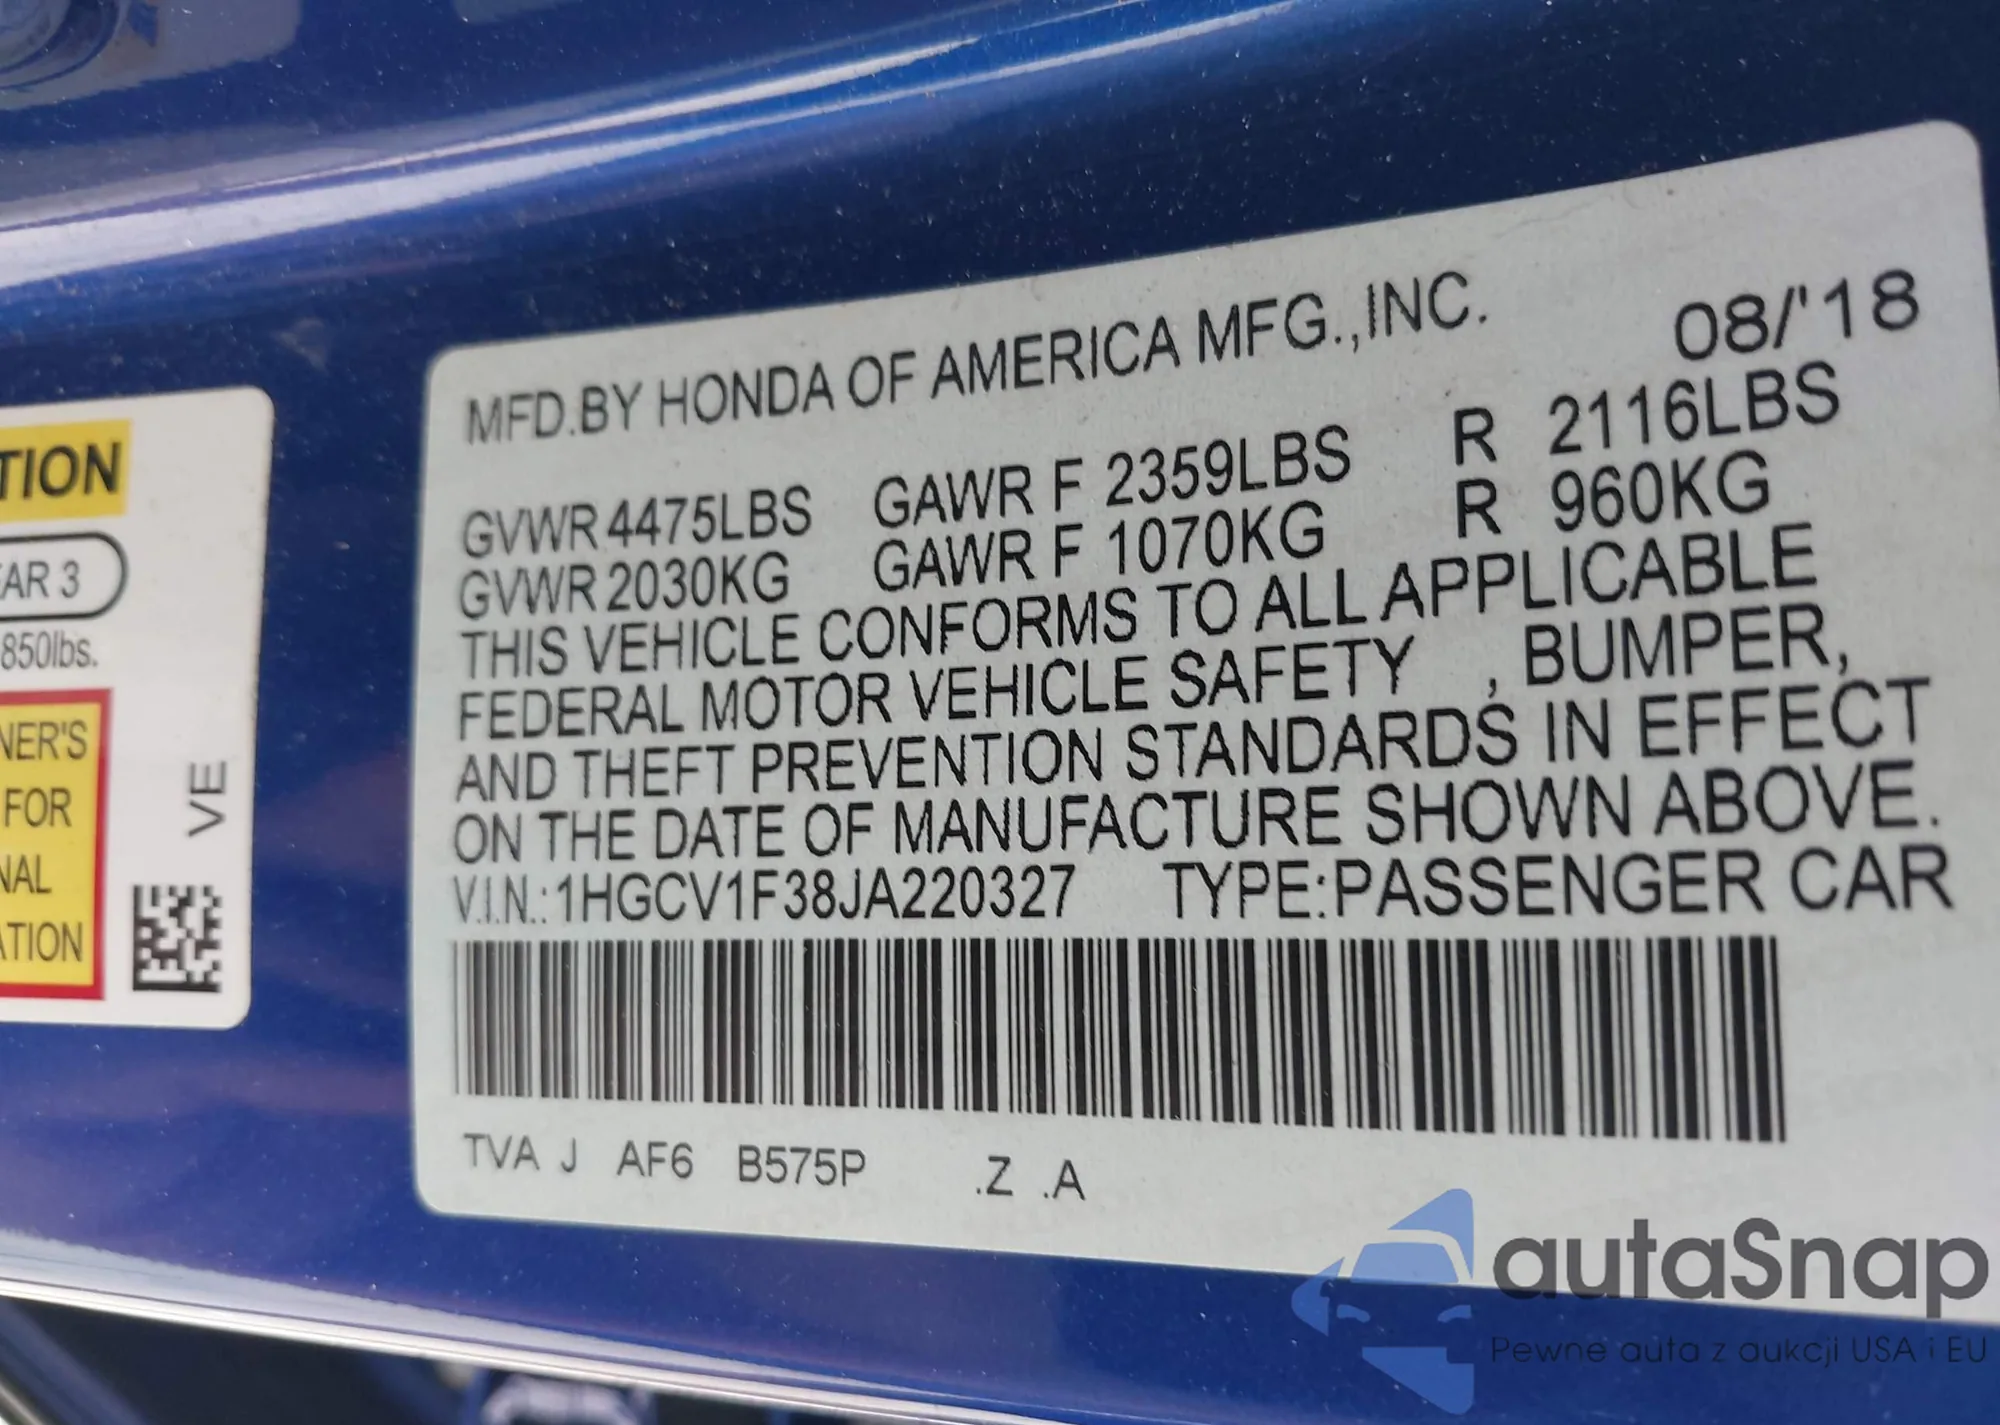 TION
AR 3
850lbs.
NER'S
FOR
NAL
ATION
VE
MFD.BY HONDA OF AMERICA MFG.,INC. 08/'18
GVWR 4475LBS GAWR F 2359LBS R 2116LBS
GVWR 2030KG GAWR F 1070KG R 960KG
THIS VEHICLE CONFORMS TO ALL APPLICABLE
FEDERAL MOTOR VEHICLE SAFETY , BUMPER,
AND THEFT PREVENTION STANDARDS IN EFFECT
ON THE DATE OF MANUFACTURE SHOWN ABOVE.
V.I.N.: 1HGCV1F38JA220327 TYPE:PASSENGER CAR
TVA J AF6 B575P .Z .A
autaSnap
Pewne auta z aukcji USA i EU